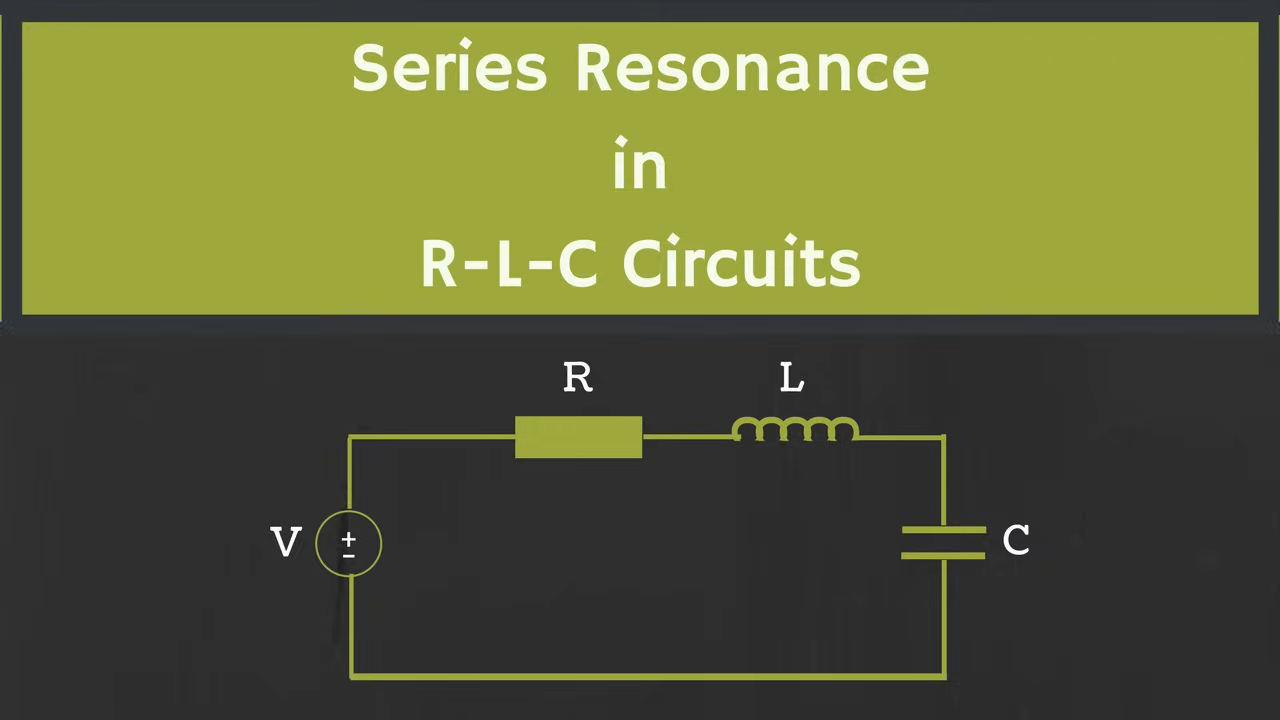 Series Resonance
in
R-L-C Circuits
R
L
V
+
−
C